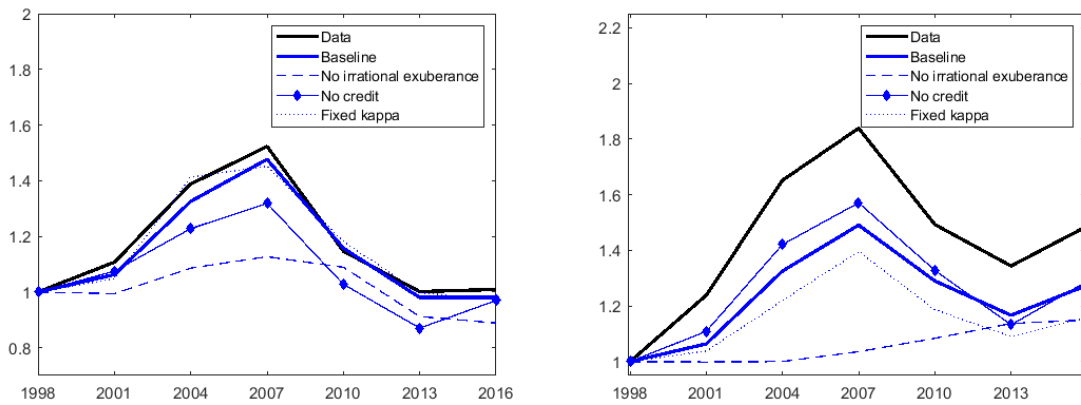 2
1.8
1.6
1.4
1.2
1
0.8
1998 2001 2004 2007 2010 2013 2016
Data
Baseline
No irrational exuberance
No credit
Fixed kappa
2.2
2
1.8
1.6
1.4
1.2
1
1998 2001 2004 2007 2010 2013
Data
Baseline
No irrational exuberance
No credit
Fixed kappa